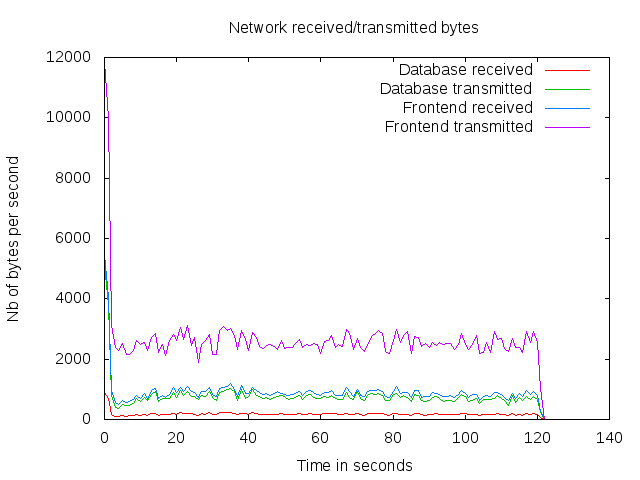 Network received/transmitted bytes
12000
10000
8000
6000
4000
2000
0
Nb of bytes per second
Database received
Database transmitted
Frontend received
Frontend transmitted
0 20 40 60 80 100 120 140
Time in seconds